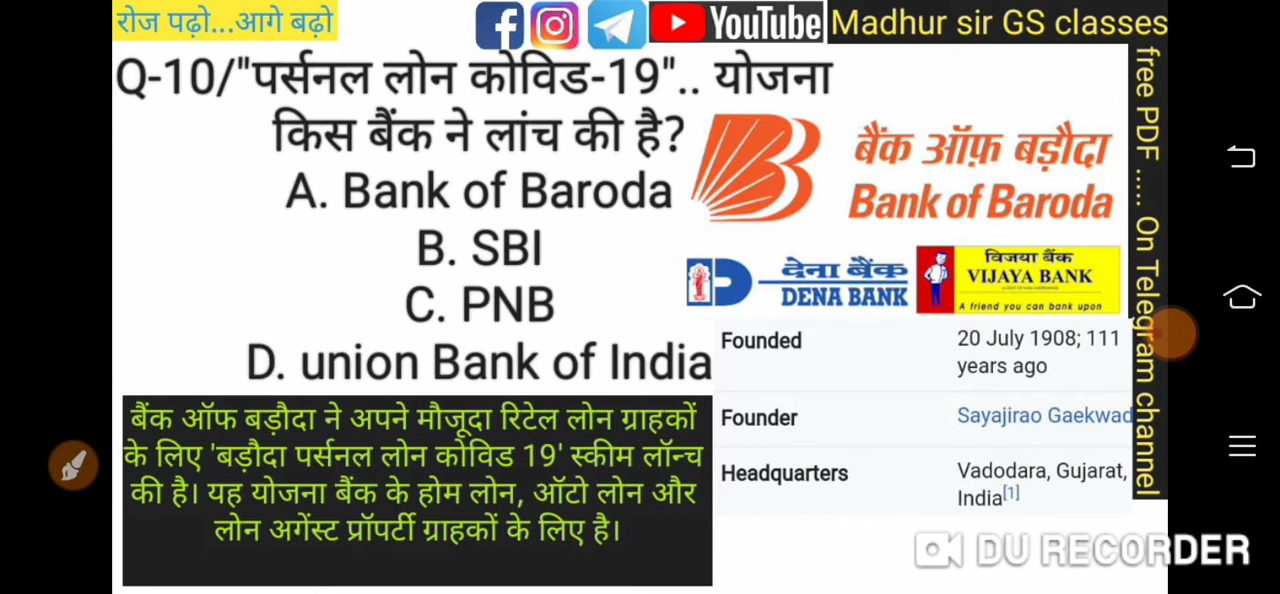 रोज पढ़ो...आगे बढ़ो
YouTube
Madhur sir GS classes
free PDF ..... On Telegram channel
Q-10/"पर्सनल लोन कोविड-19".. योजना
किस बैंक ने लांच की है?
A. Bank of Baroda
B. SBI
C. PNB
D. union Bank of India
बैंक ऑफ़ बड़ौदा
Bank of Baroda
देना बैंक
DENA BANK
विजया बैंक
VIJAYA BANK
A friend you can bank upon
Founded 20 July 1908; 111
years ago
Founder Sayajirao Gaekwad
Headquarters Vadodara, Gujarat,
India[1]
बैंक ऑफ बड़ौदा ने अपने मौजूदा रिटेल लोन ग्राहकों
के लिए 'बड़ौदा पर्सनल लोन कोविड 19' स्कीम लॉन्च
की है। यह योजना बैंक के होम लोन, ऑटो लोन और
लोन अगेंस्ट प्रॉपर्टी ग्राहकों के लिए है।
DU RECORDER